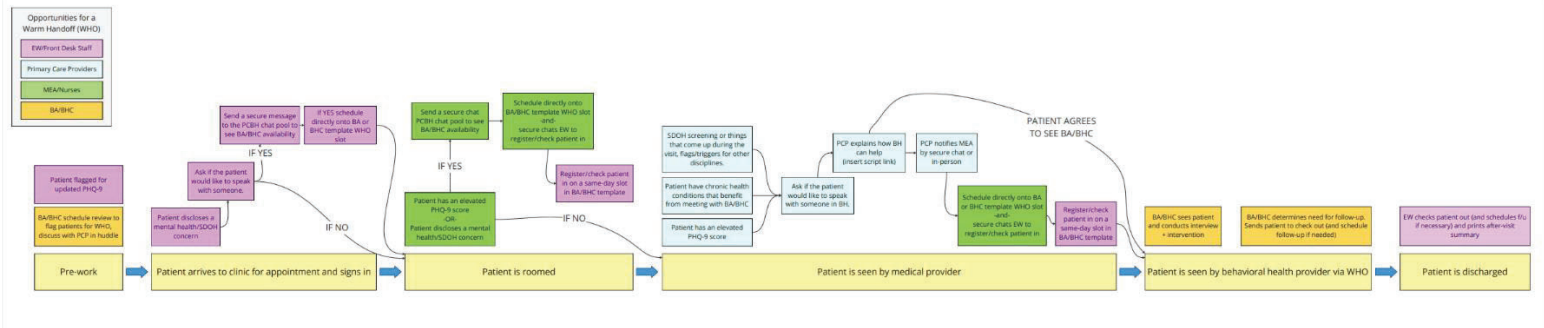 Opportunities for a
Warm Handoff (WHO)
EW/Front Desk Staff
Primary Care Providers
MEA/Nurses
BA/BHC
Patient flagged for
updated PHQ-9
BA/BHC schedule review to
flag patients for WHO,
discuss with PCP in huddle
Pre-work
Send a secure message
to the PCBH chat pool to
see BA/BHC availability
If YES schedule
directly onto BA or
BHC template WHO
slot
IF YES
Ask if the patient
would like to speak
with someone.
Patient discloses a
mental health/SDOH
concern
IF NO
Patient arrives to clinic for appointment and signs in
Send a secure chat
PCBH chat pool to see
BA/BHC availability
Schedule directly onto
BA/BHC template WHO slot
-and-
secure chats EW to
register/check patient in
IF YES
Register/check patient
in on a same-day slot
in BA/BHC template
Patient has an elevated
PHQ-9 score
-OR-
Patient discloses a mental
health/SDOH concern
IF NO
Patient is roomed
SDOH screening or things
that come up during the
visit, flags/triggers for other
disciplines.
Patient have chronic health
conditions that benefit
from meeting with BA/BHC
Patient has an elevated
PHQ-9 score
Ask if the patient
would like to speak
with someone in BH.
PCP explains how BH
can help
(insert script link)
PCP notifies MEA
by secure chat or
in-person
PATIENT AGREES
TO SEE BA/BHC
Schedule directly onto BA
or BHC template WHO slot
-and-
secure chats EW to
register/check patient in
Register/check
patient in on a
same-day slot in
BA/BHC template
Patient is seen by medical provider
BA/BHC sees patient
and conducts interview
+ intervention
BA/BHC determines need for follow-up.
Sends patient to check out (and schedule
follow-up if needed)
Patient is seen by behavioral health provider via WHO
EW checks patient out (and schedules f/u
if necessary) and prints after-visit
summary
Patient is discharged